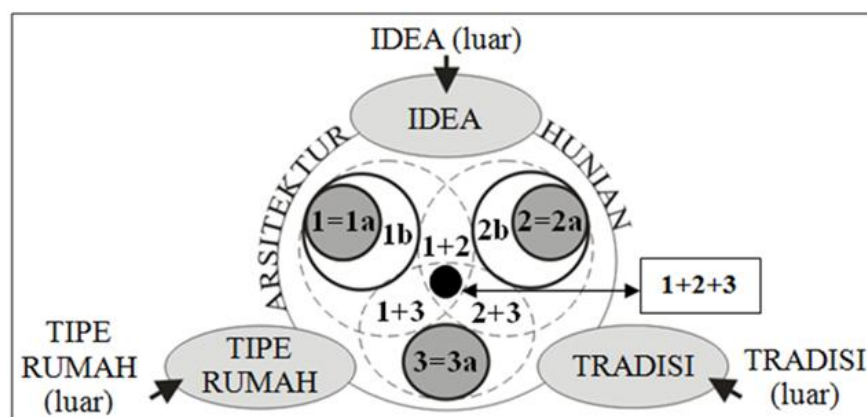 IDEA (luar)
IDEA
ARSITEKTUR
HUNIAN
1=1a
1b
1+2
2b
2=2a
1+2+3
1+3
2+3
3=3a
TIPE
RUMAH
(luar)
TIPE
RUMAH
TRADISI
TRADISI
(luar)